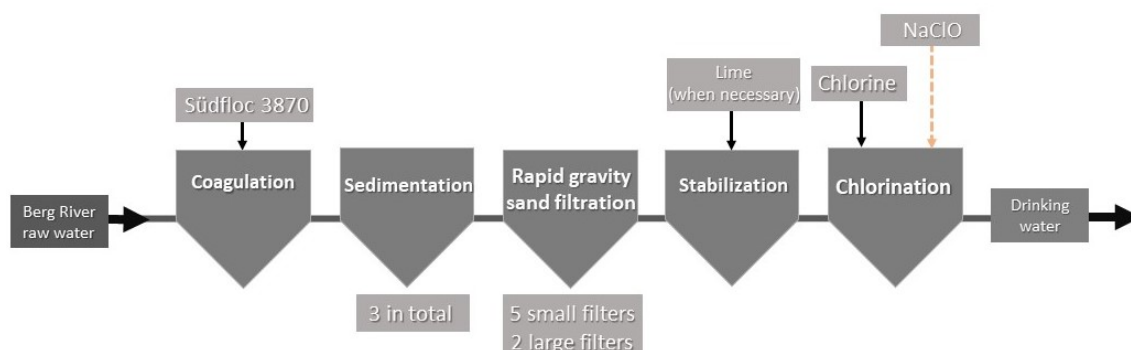 NaClO
Lime
(when necessary)
Chlorine
Südfloc 3870
Coagulation
Sedimentation
Rapid gravity
sand filtration
Stabilization
Chlorination
Berg River
raw water
Drinking
water
3 in total
5 small filters
2 large filters